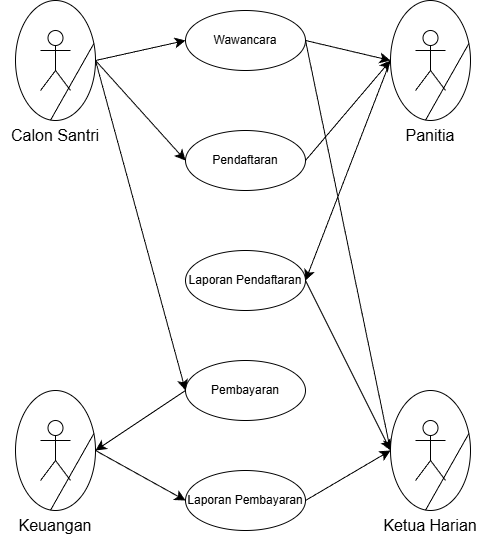 Wawancara
Calon Santri
Panitia
Pendaftaran
Laporan Pendaftaran
Pembayaran
Laporan Pembayaran
Keuangan
Ketua Harian